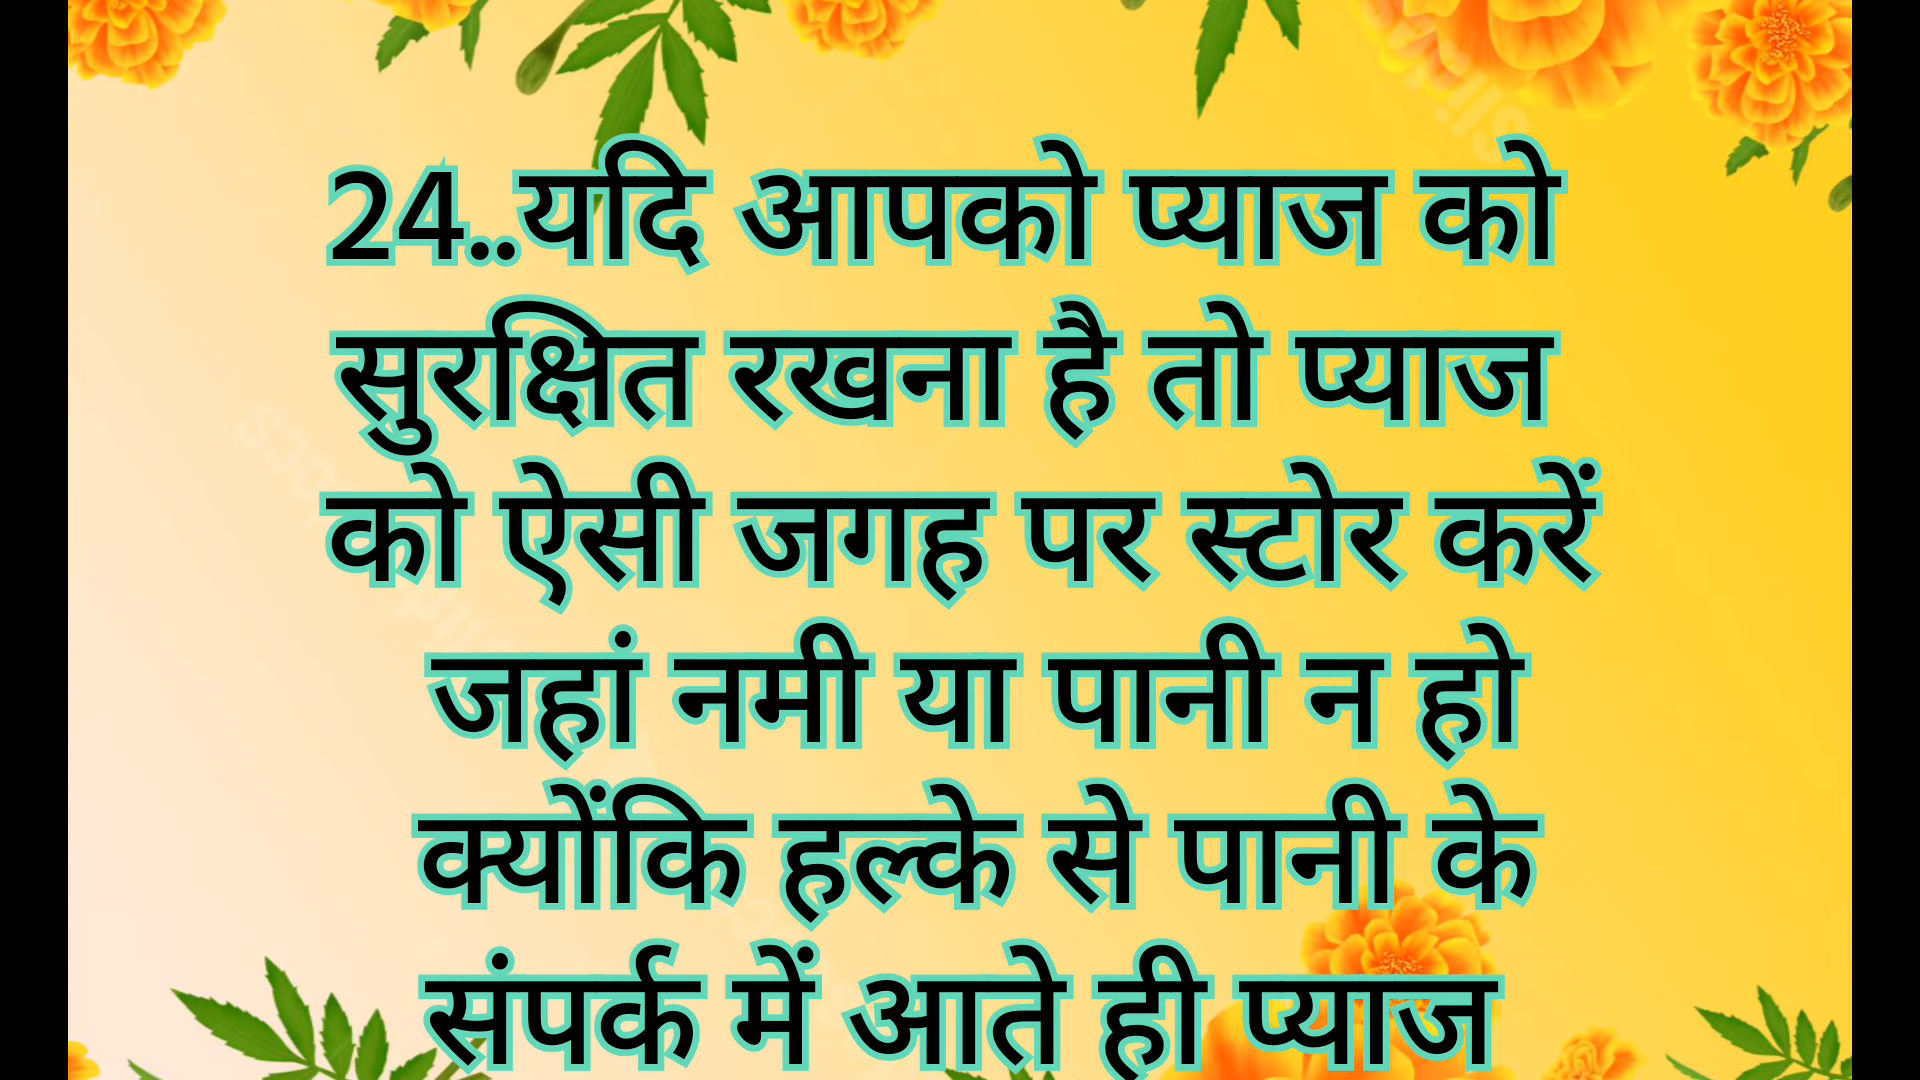 24..यदि आपको प्याज को
सुरक्षित रखना है तो प्याज
को ऐसी जगह पर स्टोर करें
जहां नमी या पानी न हो
क्योंकि हल्के से पानी के
संपर्क में आते ही प्याज